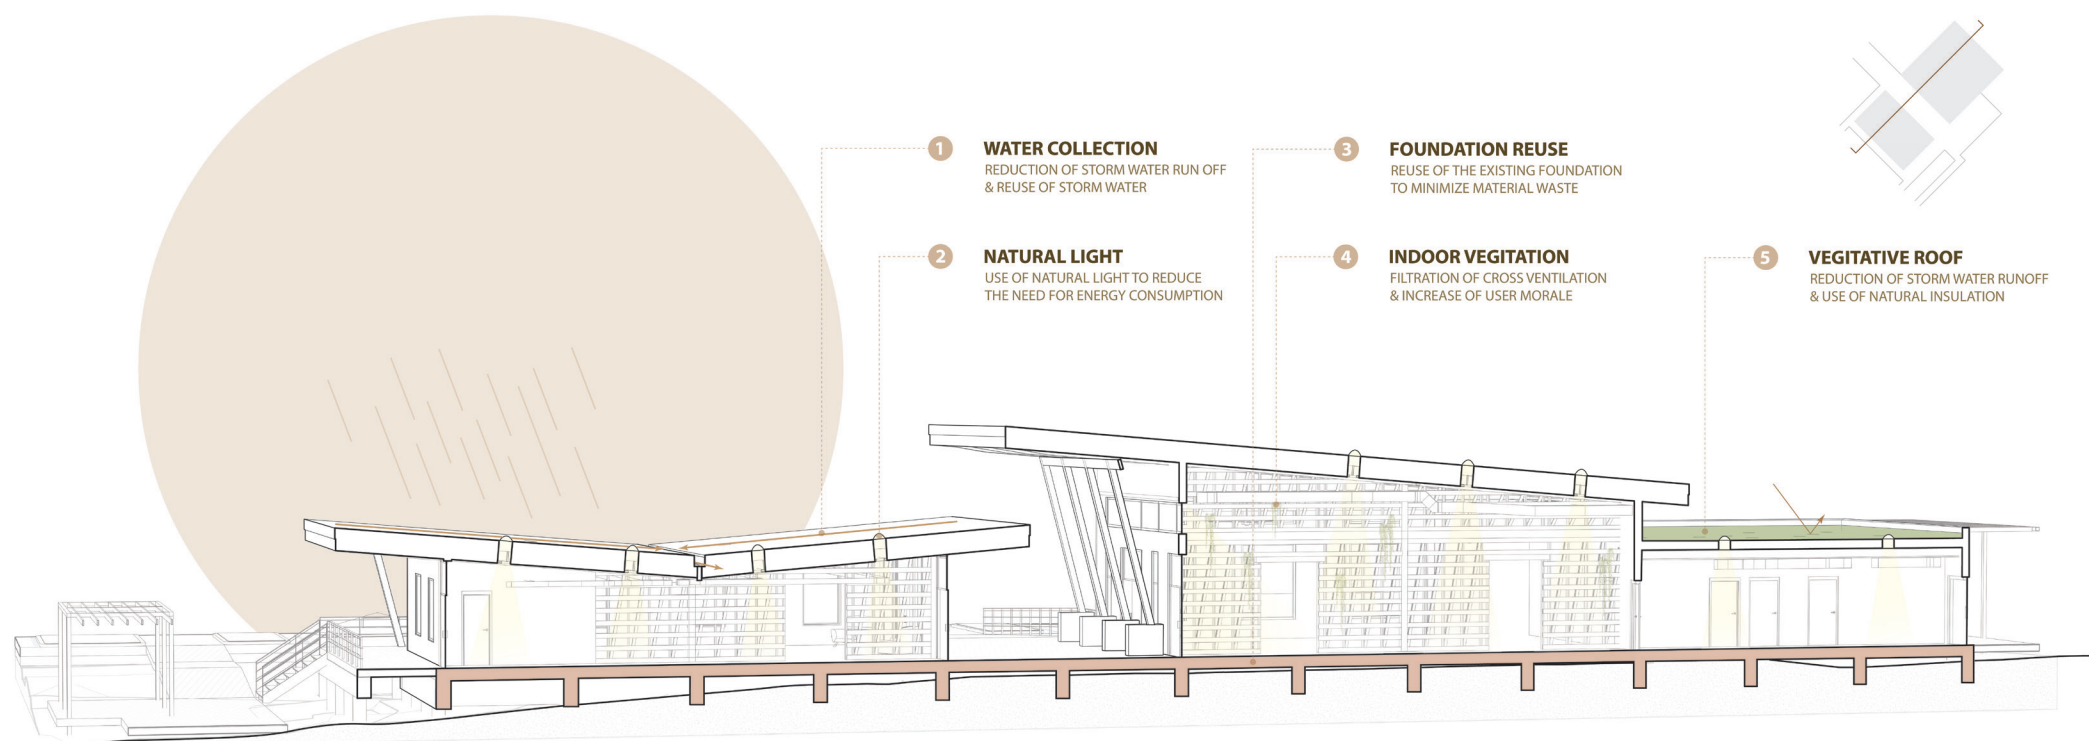 1
WATER COLLECTION
REDUCTION OF STORM WATER RUN OFF
& REUSE OF STORM WATER
2
NATURAL LIGHT
USE OF NATURAL LIGHT TO REDUCE
THE NEED FOR ENERGY CONSUMPTION
3
FOUNDATION REUSE
REUSE OF THE EXISTING FOUNDATION
TO MINIMIZE MATERIAL WASTE
4
INDOOR VEGITATION
FILTRATION OF CROSS VENTILATION
& INCREASE OF USER MORALE
5
VEGITATIVE ROOF
REDUCTION OF STORM WATER RUNOFF
& USE OF NATURAL INSULATION